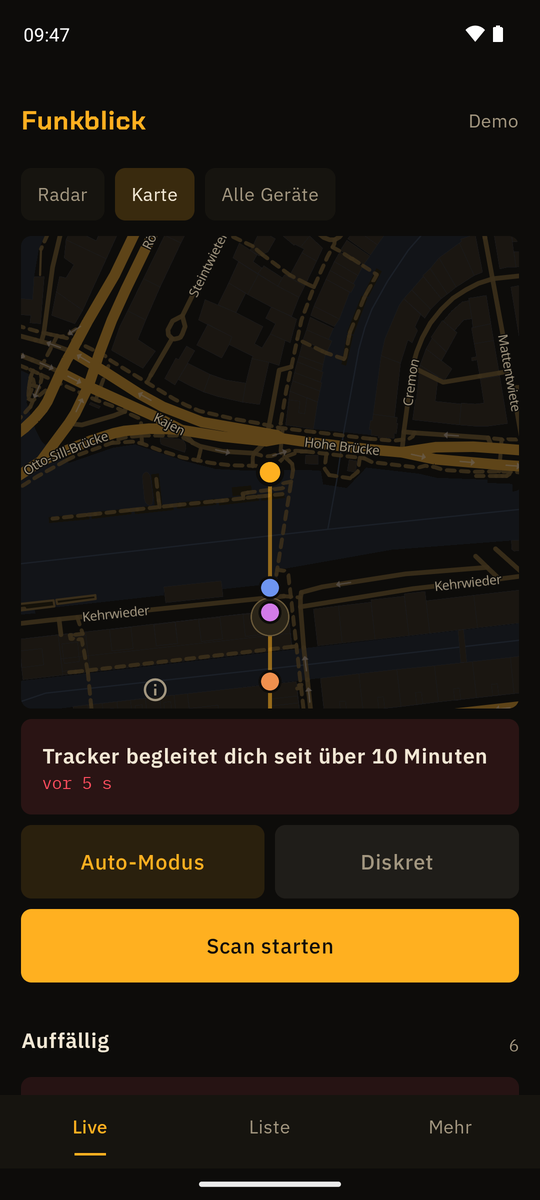 09:47
Funkblick
Demo
Radar
Karte
Alle Geräte
Steintwiete
Mattentwiete
Cremon
Kajen
Hohe Brücke
Otto-Sill-Brücke
Kehrwieder
Kehrwieder
Tracker begleitet dich seit über 10 Minuten
vor 5 s
Auto-Modus
Diskret
Scan starten
Auffällig
6
Live
Liste
Mehr